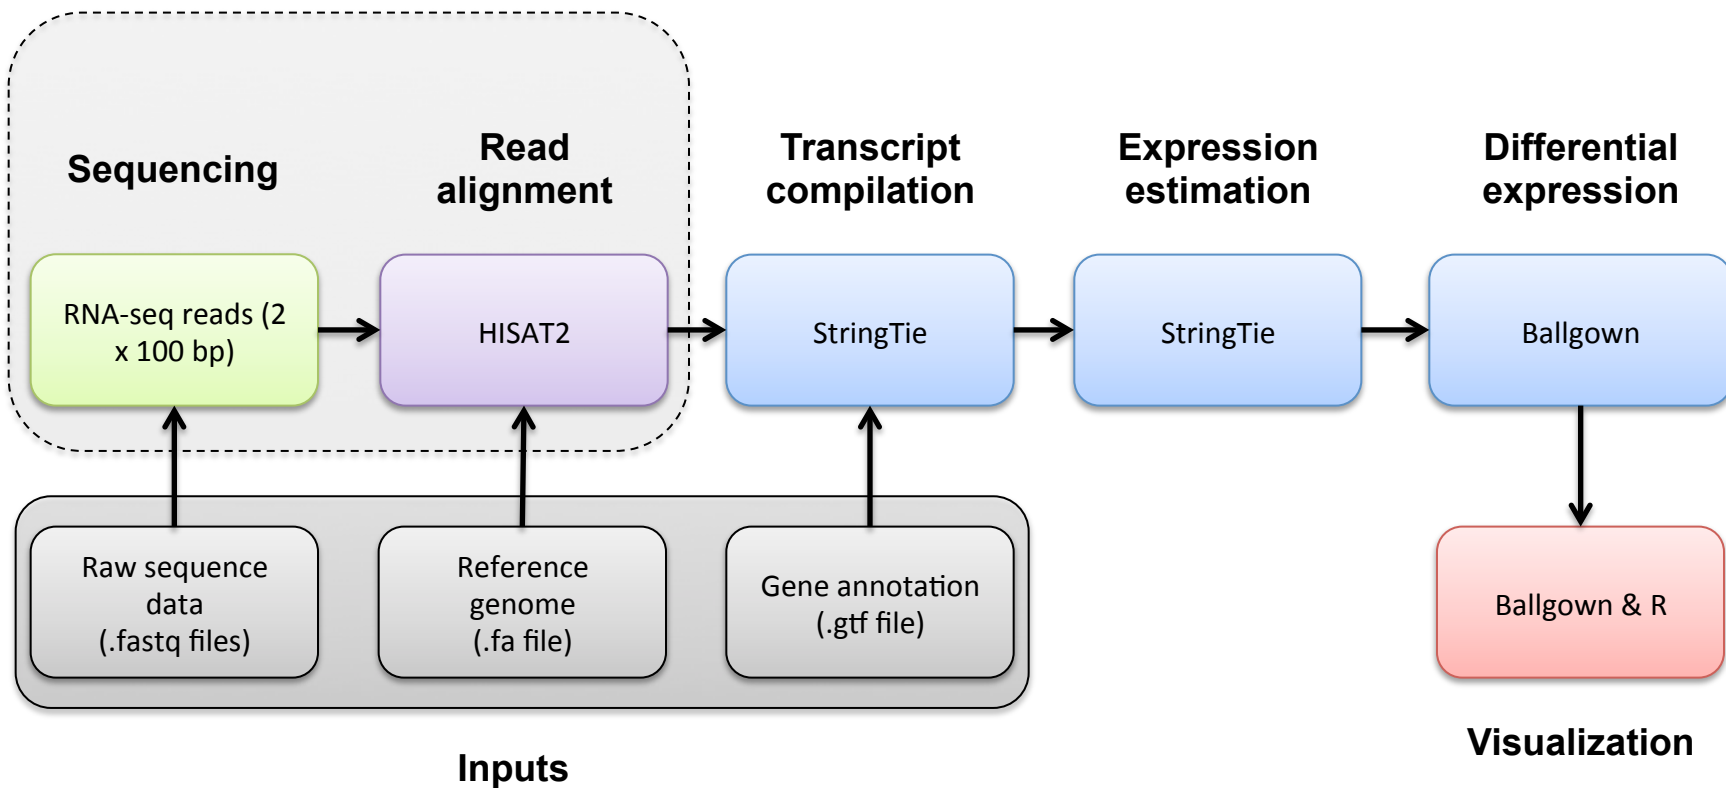 Sequencing
Read
alignment
Transcript
compilation
Expression
estimation
Differential
expression
RNA-seq reads (2
x 100 bp)
HISAT2
StringTie
StringTie
Ballgown
Raw sequence
data
(.fastq files)
Reference
genome
(.fa file)
Gene annotation
(.gtf file)
Ballgown & R
Inputs
Visualization